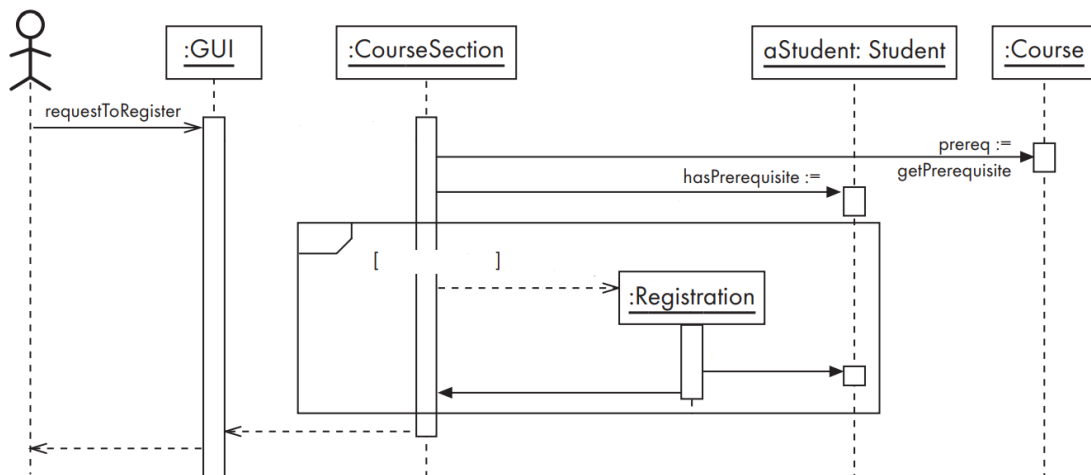 :GUI
:CourseSection
aStudent: Student
:Course
requestToRegister
prereq :=
getPrerequisite
hasPrerequisite :=
[ ]
:Registration